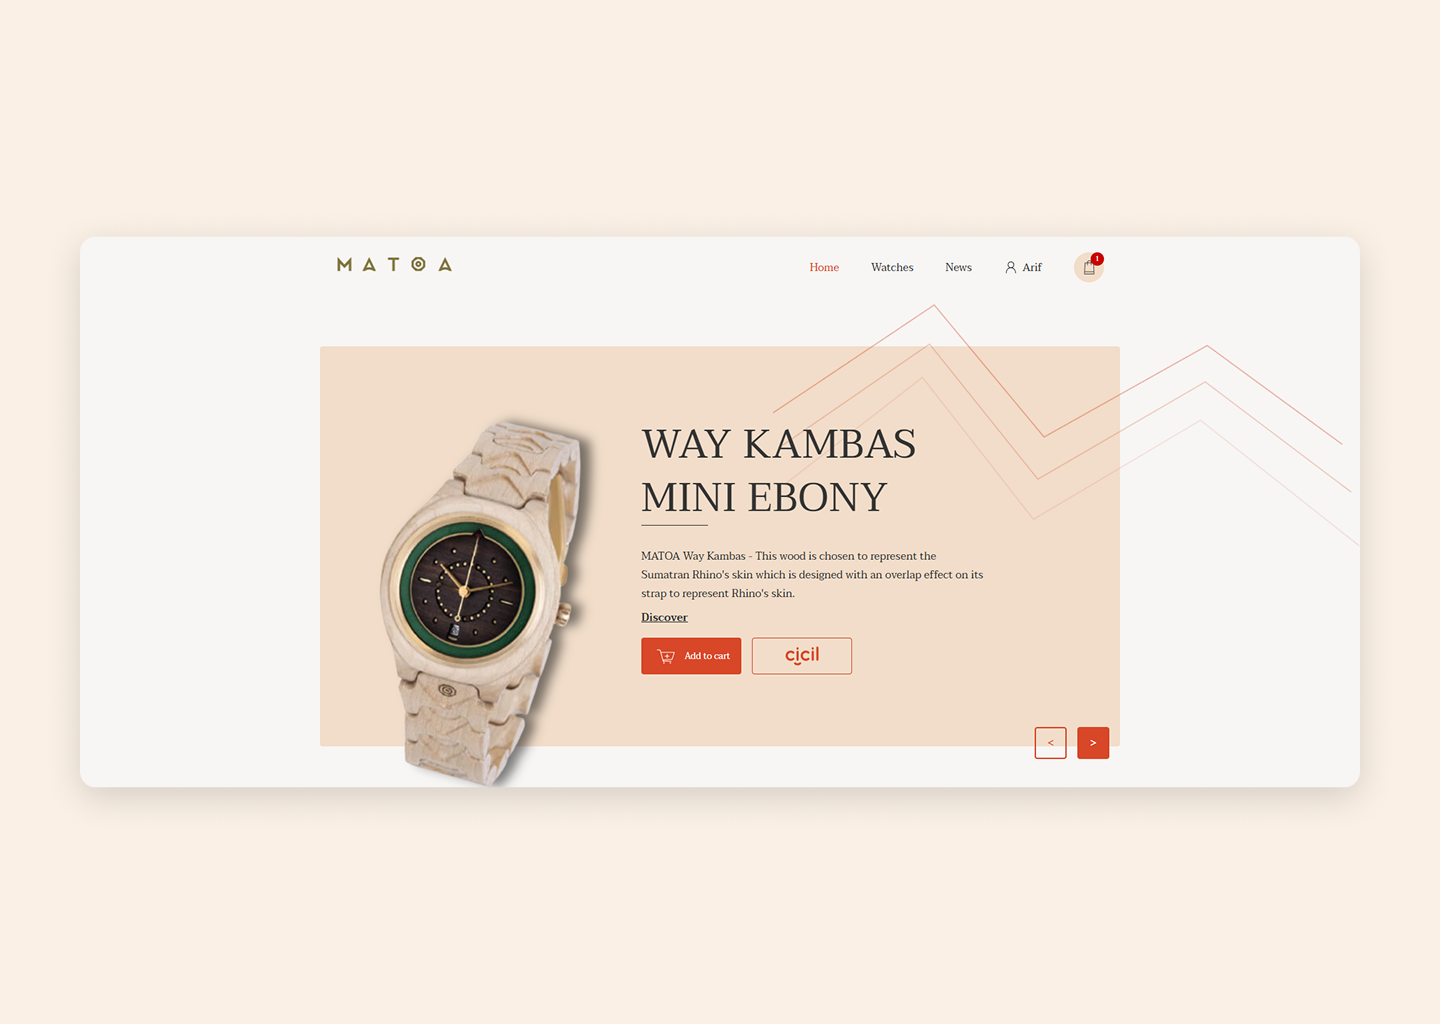 MATOA
Home
Watches
News
Arif
1
WAY KAMBAS
MINI EBONY
MATOA Way Kambas - This wood is chosen to represent the
Sumatran Rhino's skin which is designed with an overlap effect on its
strap to represent Rhino's skin.
Discover
Add to cart
cicil
<
>